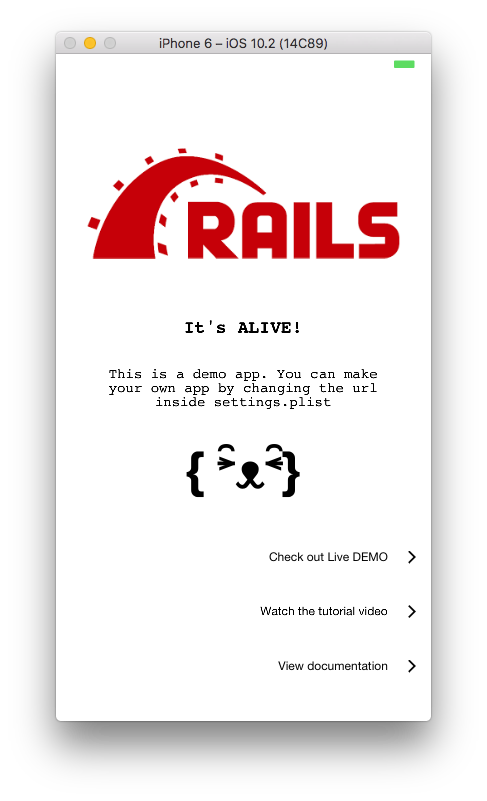 iPhone 6 – iOS 10.2 (14C89)
RAILS
It's ALIVE!
This is a demo app. You can make
your own app by changing the url
inside settings.plist
Check out Live DEMO
Watch the tutorial video
View documentation